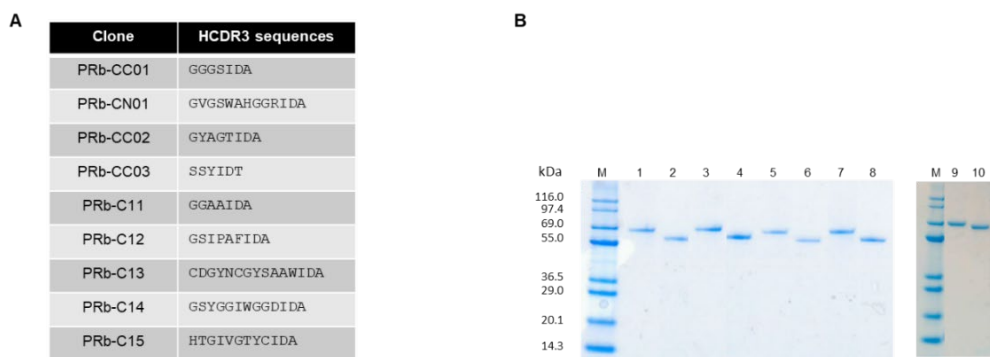 A
Clone HCDR3 sequences
PRb-CC01 GGGSIDA
PRb-CN01 GVGSWAHGGRIDA
PRb-CC02 GYAGTIDA
PRb-CC03 SSYIDT
PRb-C11 GGAAIDA
PRb-C12 GSIPAFIDA
PRb-C13 CDGYNCGYSAAWIDA
PRb-C14 GSYGGIWGGDIDA
PRb-C15 HTGIVGTYCIDA
B
kDa M 1 2 3 4 5 6 7 8 M 9 10
116.0
97.4
69.0
55.0
36.5
29.0
20.1
14.3